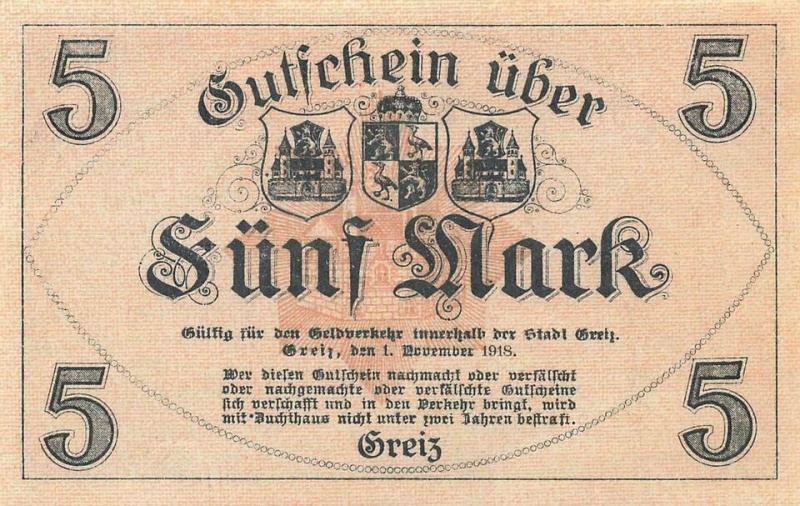 5 5
Gutschein über
Fünf Mark
Gültig für den Geldverkehr innerhalb der Stadt Greiz.
Greiz, den 1. November 1918.
Wer diesen Gutschein nachmacht oder verfälscht
oder nachgemachte oder verfälschte Gutscheine
sich verschafft und in den Verkehr bringt, wird
mit Zuchthaus nicht unter zwei Jahren bestraft.
5 5
Greiz